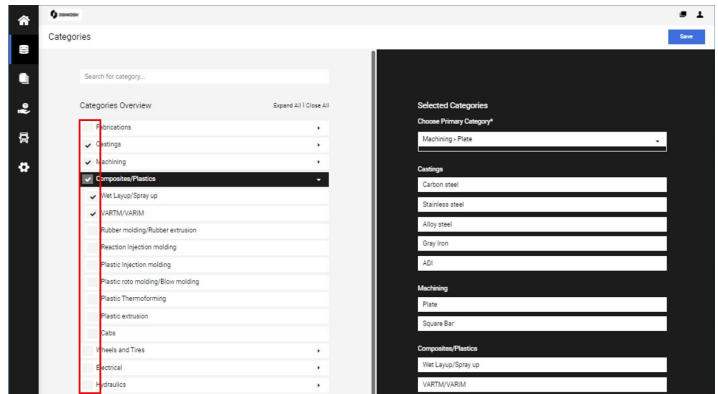 OSHKOSH
Categories
Save
Search for category...
Categories Overview
Expand All | Close All
Fabrications
Castings
Machining
Composites/Plastics
Wet Layup/Spray up
VARTM/VARIM
Rubber molding/Rubber extrusion
Reaction Injection molding
Plastic Injection molding
Plastic roto molding/Blow molding
Plastic Thermoforming
Plastic extrusion
Cabs
Wheels and Tires
Electrical
Hydraulics
Selected Categories
Choose Primary Category*
Machining - Plate
Castings
Carbon steel
Stainless steel
Alloy steel
Gray Iron
ADI
Machining
Plate
Square Bar
Composites/Plastics
Wet Layup/Spray up
VARTM/VARIM